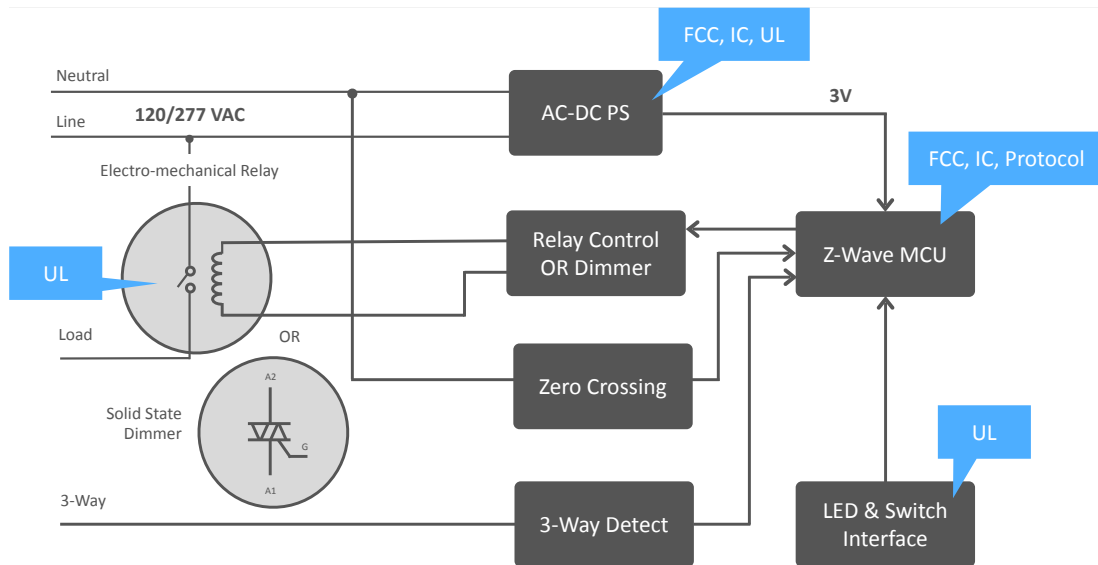 FCC, IC, UL
Neutral
AC-DC PS
3V
120/277 VAC
Line
Electro-mechanical Relay
FCC, IC, Protocol
Relay Control
OR Dimmer
Z-Wave MCU
UL
Load
OR
A2
Zero Crossing
Solid State
Dimmer
G
UL
A1
3-Way
3-Way Detect
LED & Switch
Interface